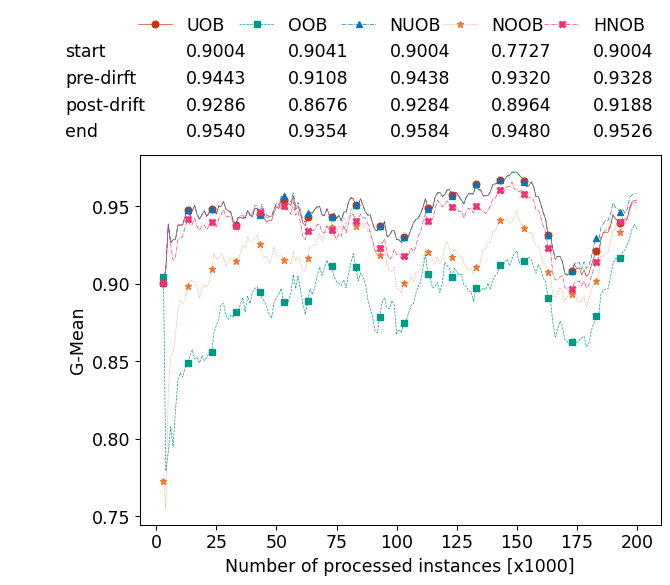 UOB OOB NUOB NOOB HNOB
start 0.9004 0.9041 0.9004 0.7727 0.9004
pre-dirft 0.9443 0.9108 0.9438 0.9320 0.9328
post-drift 0.9286 0.8676 0.9284 0.8964 0.9188
end 0.9540 0.9354 0.9584 0.9480 0.9526
0.95
0.90
0.85
0.80
0.75
G-Mean
0 25 50 75 100 125 150 175 200
Number of processed instances [x1000]